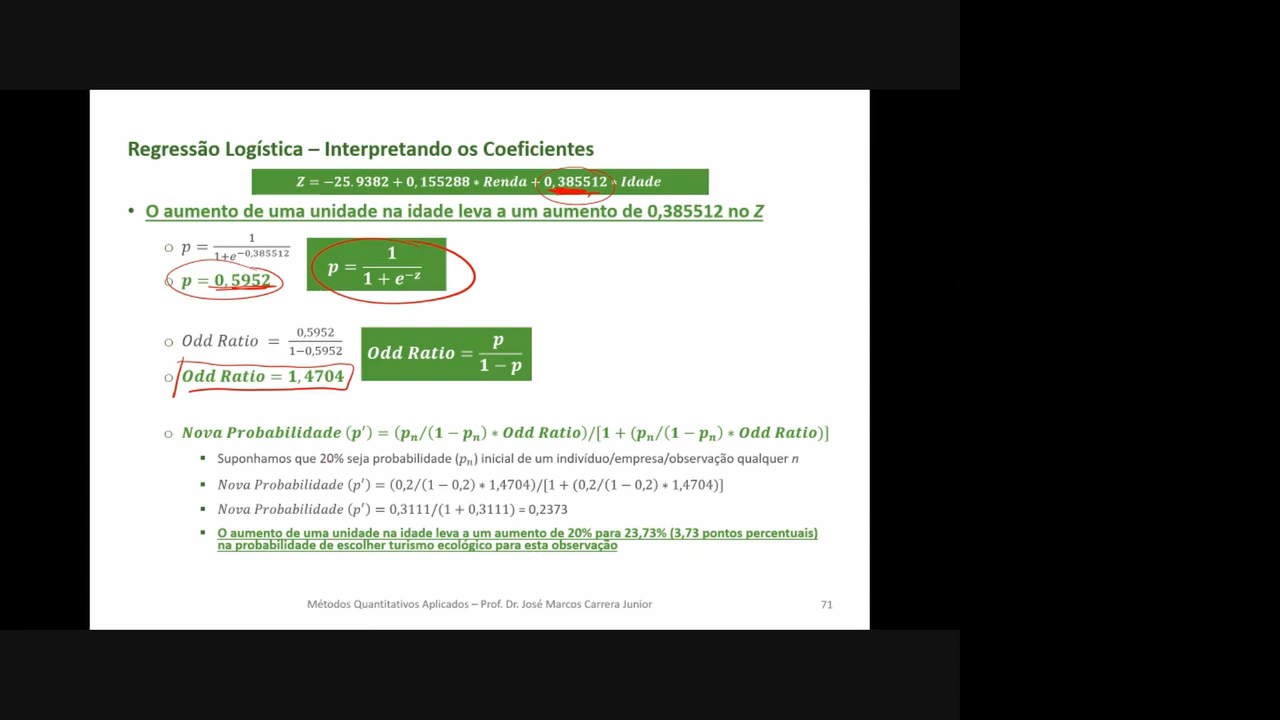 Regressão Logística – Interpretando os Coeficientes
Z = −25.9382 + 0,155288 ∗ Renda + 0,385512 ∗ Idade
• O aumento de uma unidade na idade leva a um aumento de 0,385512 no Z
o p = 1/(1+e^−0,385512)
o p = 0,5952
p = 1/(1 + e^−z)
o Odd Ratio = 0,5952/(1−0,5952)
o Odd Ratio = 1,4704
Odd Ratio = p/(1 − p)
o Nova Probabilidade (p′) = (pₙ/(1 − pₙ) ∗ Odd Ratio)/[1 + (pₙ/(1 − pₙ) ∗ Odd Ratio)]
▪ Suponhamos que 20% seja probabilidade (pₙ) inicial de um indivíduo/empresa/observação qualquer n
▪ Nova Probabilidade (p′) = (0,2/(1 − 0,2) ∗ 1,4704)/[1 + (0,2/(1 − 0,2) ∗ 1,4704)]
▪ Nova Probabilidade (p′) = 0,3111/(1 + 0,3111) = 0,2373
▪ O aumento de uma unidade na idade leva a um aumento de 20% para 23,73% (3,73 pontos percentuais)
na probabilidade de escolher turismo ecológico para esta observação
Métodos Quantitativos Aplicados – Prof. Dr. José Marcos Carrera Junior
71